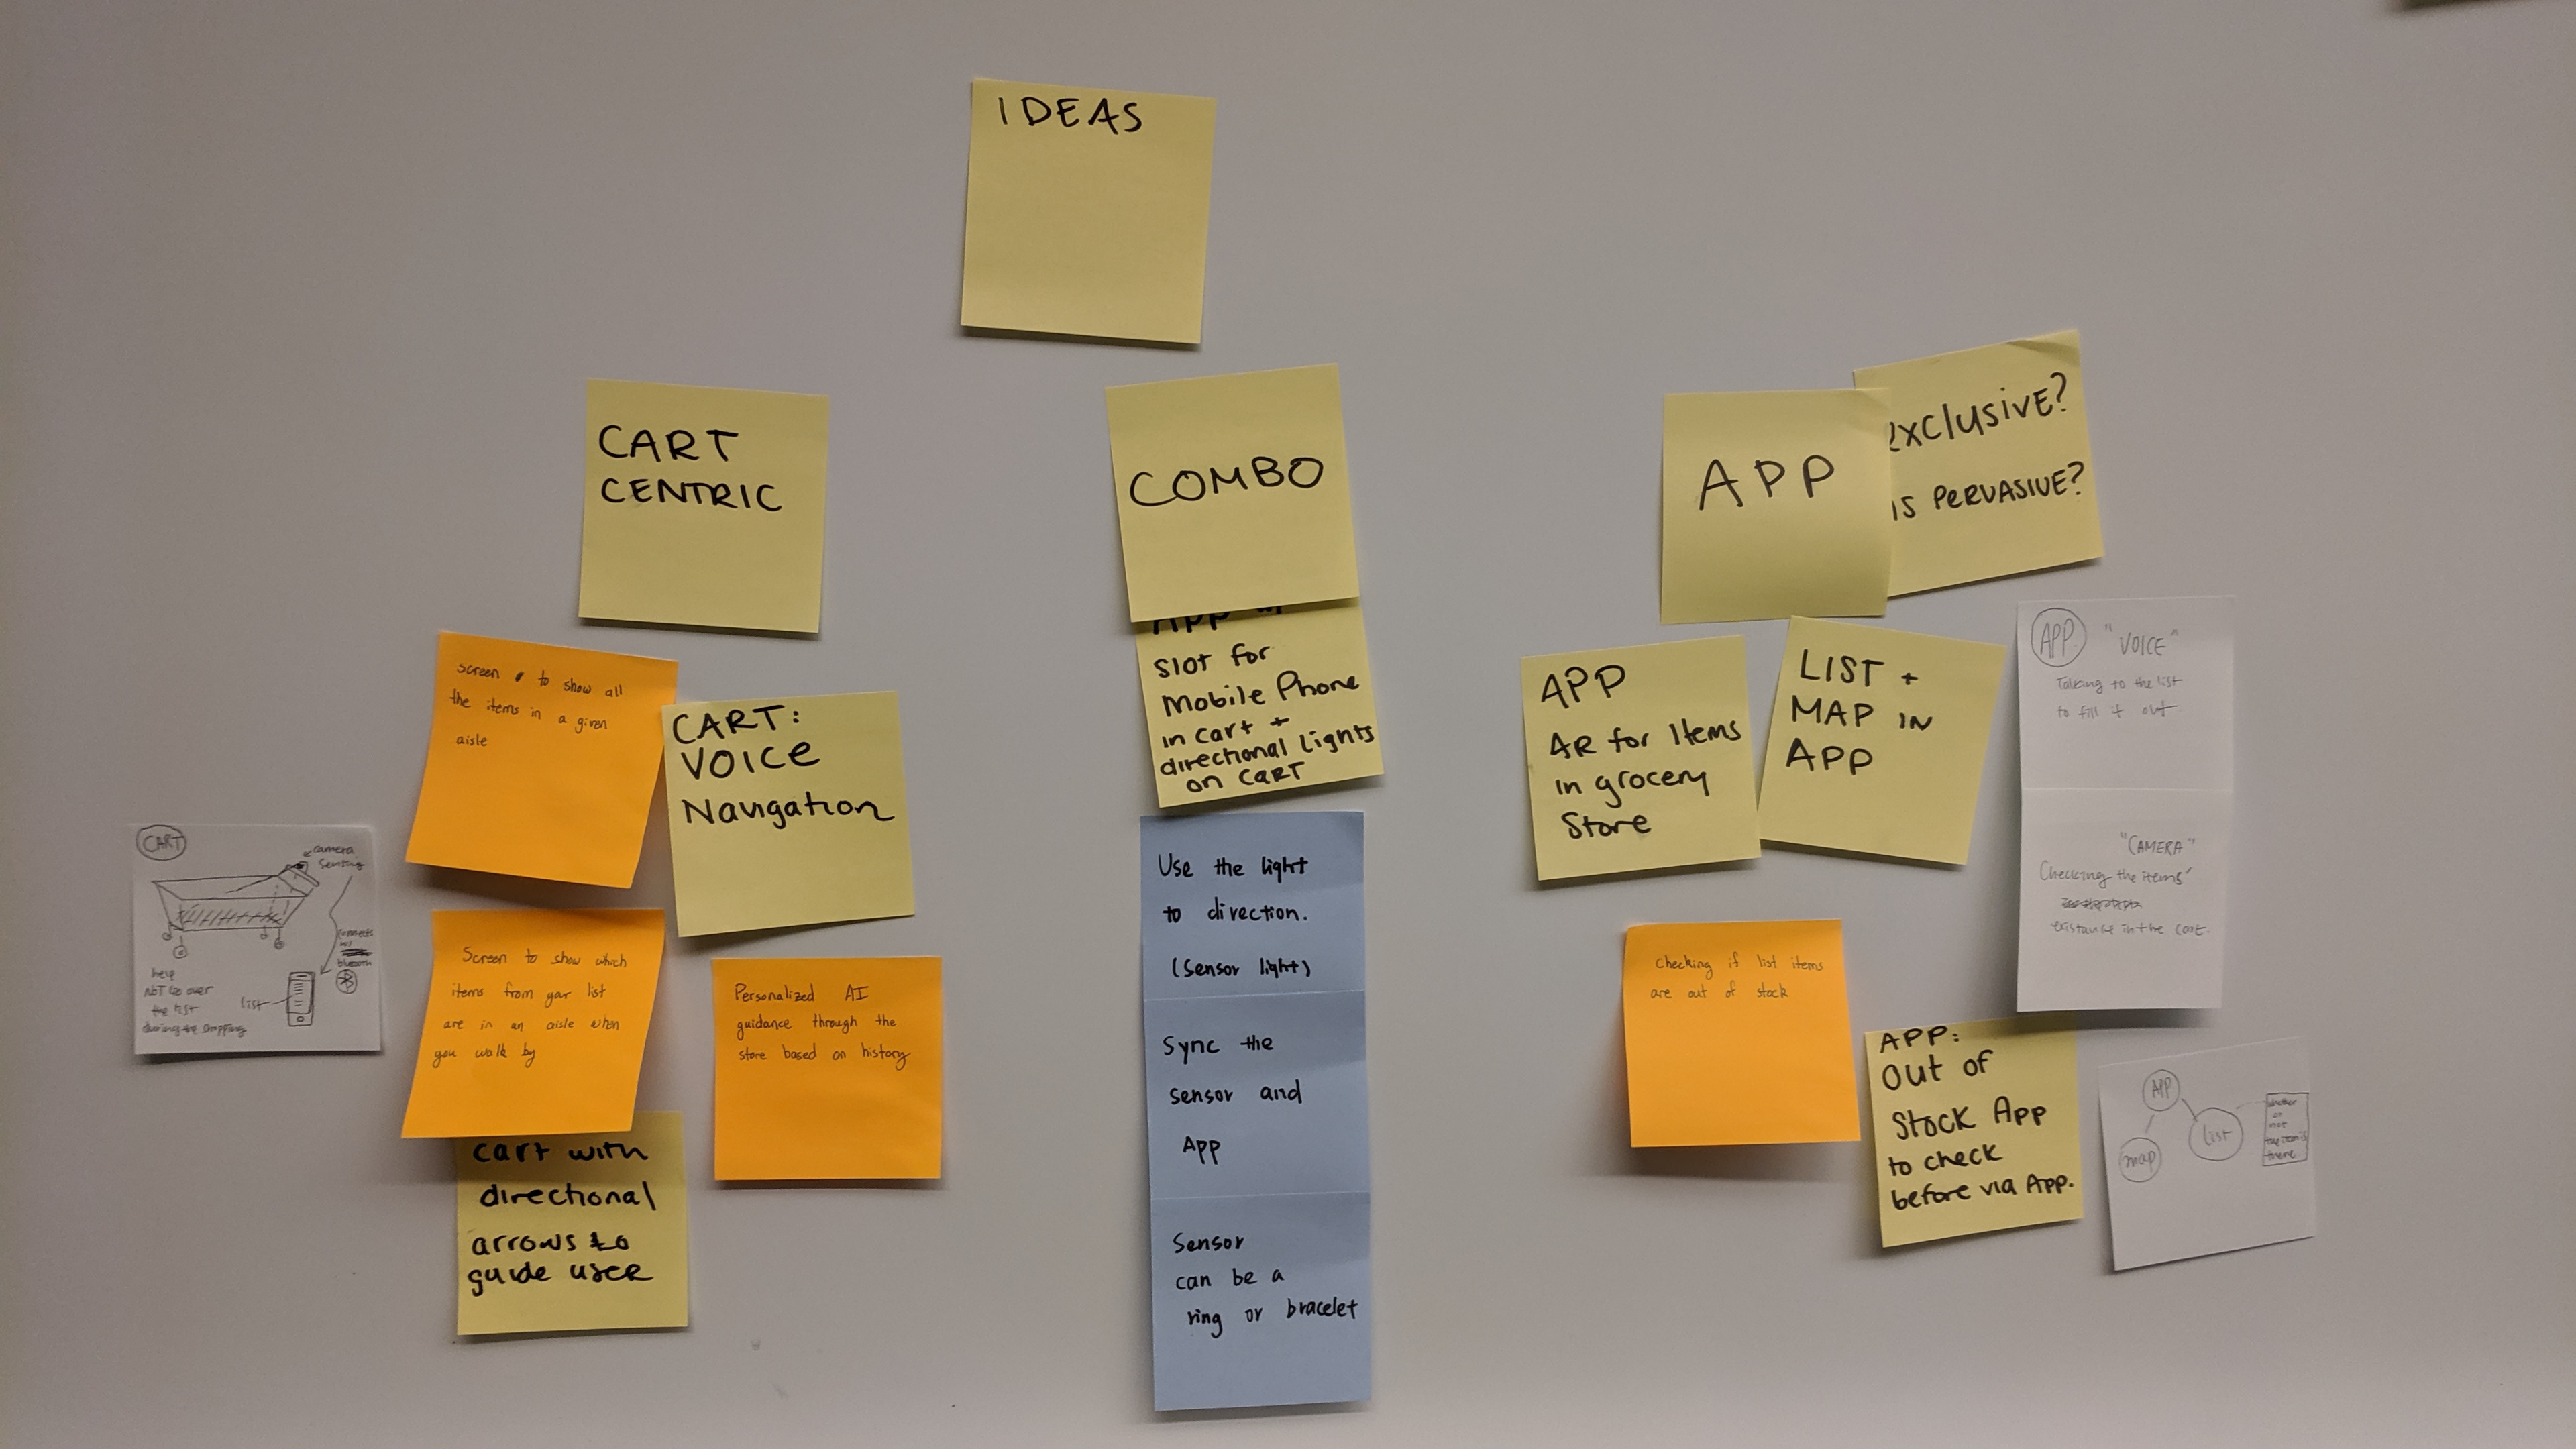 IDEAS
CART
CENTRIC
COMBO
APP
exclusive?
IS PERVASIVE?
Screen to show all
the items in a given
aisle
CART:
VOICE
Navigation
CART
camera
sensing
connects
w/
list
help
NOT go over
the list
during the shopping
Screen to show which
items from your list
are in an aisle when
you walk by
Personalized AI
guidance through the
store based on history
cart with
directional
arrows to
guide user
App w/
Slot for
Mobile Phone
in cart +
directional lights
on CART
Use the light
to direction.
(Sensor light)
Sync the
sensor and
App
Sensor
can be a
ring or bracelet
APP
AR for Items
in grocery
Store
LIST +
MAP IN
APP
APP "VOICE"
Talking to the list
to fill it out
"CAMERA"
Checking the items'
existance in the cart.
Checking if list items
are out of stock
APP:
Out of
Stock App
to check
before via App.
APP
map
list
whether
or
not
the item is
there